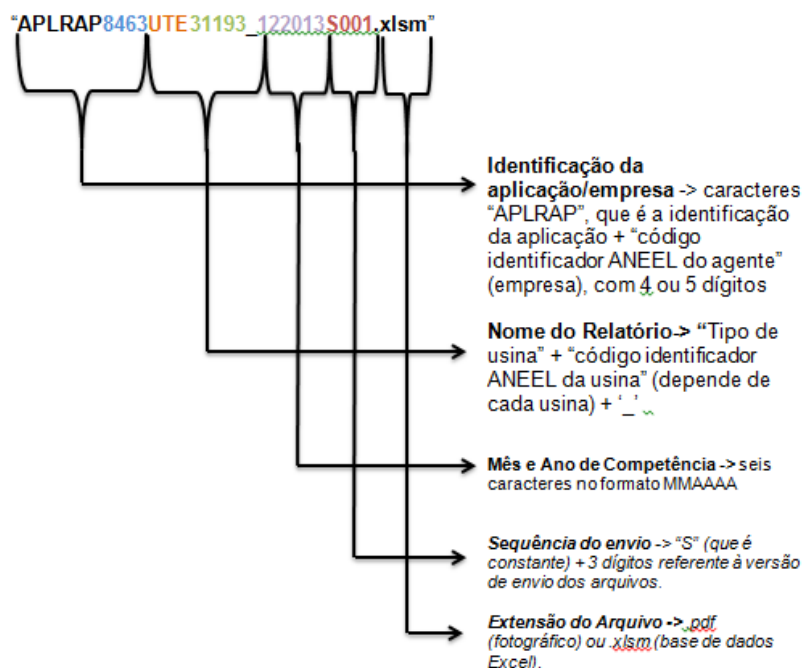 “APLRAP8463UTE31193_122013S001.xlsm”
Identificação da
aplicação/empresa -> caracteres
“APLRAP”, que é a identificação
da aplicação + “código
identificador ANEEL do agente”
(empresa), com 4 ou 5 dígitos
Nome do Relatório-> “Tipo de
usina” + “código identificador
ANEEL da usina” (depende de
cada usina) + ‘_’
Mês e Ano de Competência -> seis
caracteres no formato MMAAAA
Sequência do envio -> “S” (que é
constante) + 3 dígitos referente à versão
de envio dos arquivos.
Extensão do Arquivo -> .pdf
(fotográfico) ou .xlsm (base de dados
Excel).